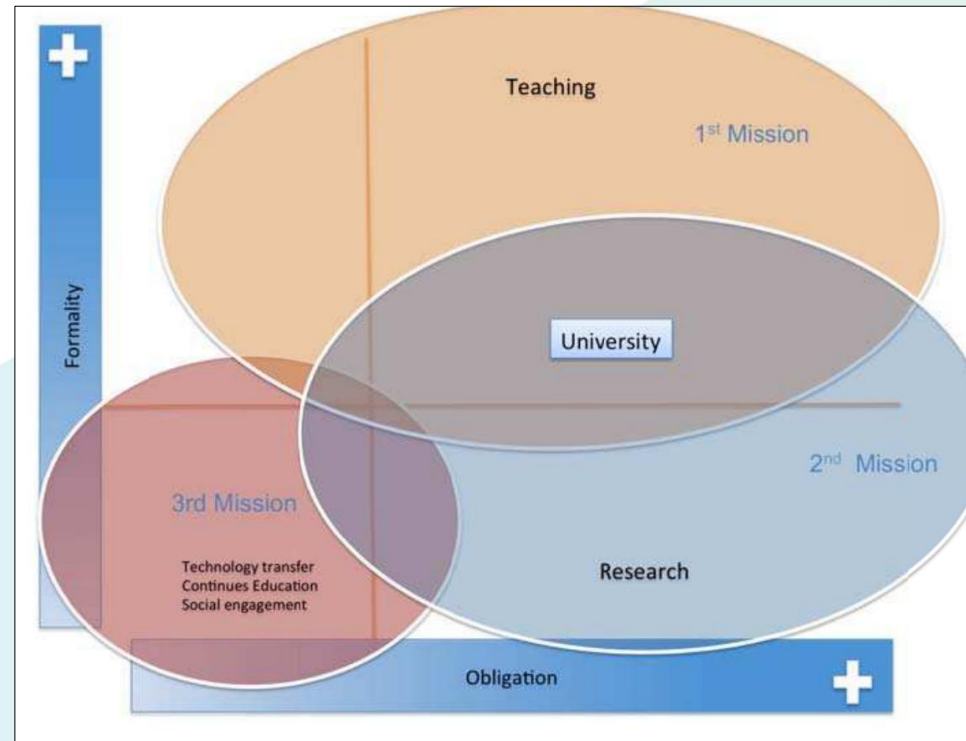 Teaching
1st Mission
University
Formality
2nd Mission
3rd Mission
Technology transfer
Continues Education
Social engagement
Research
Obligation